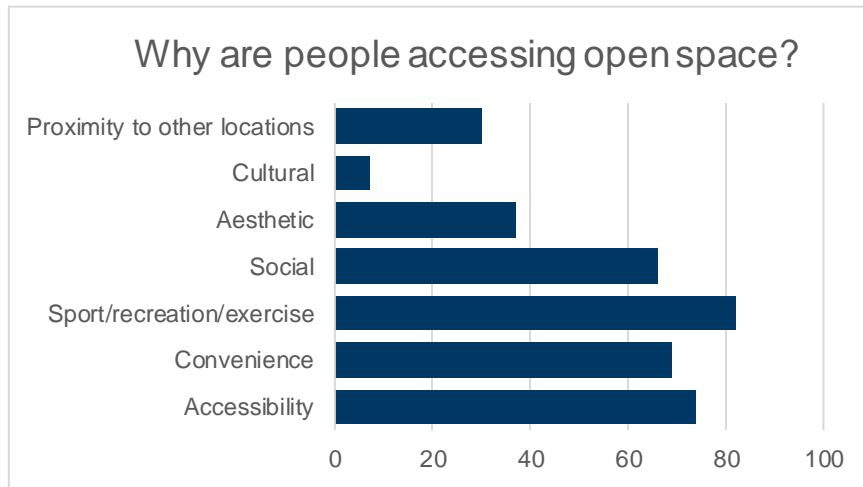 Why are people accessing open space?
Proximity to other locations
Cultural
Aesthetic
Social
Sport/recreation/exercise
Convenience
Accessibility
0 20 40 60 80 100